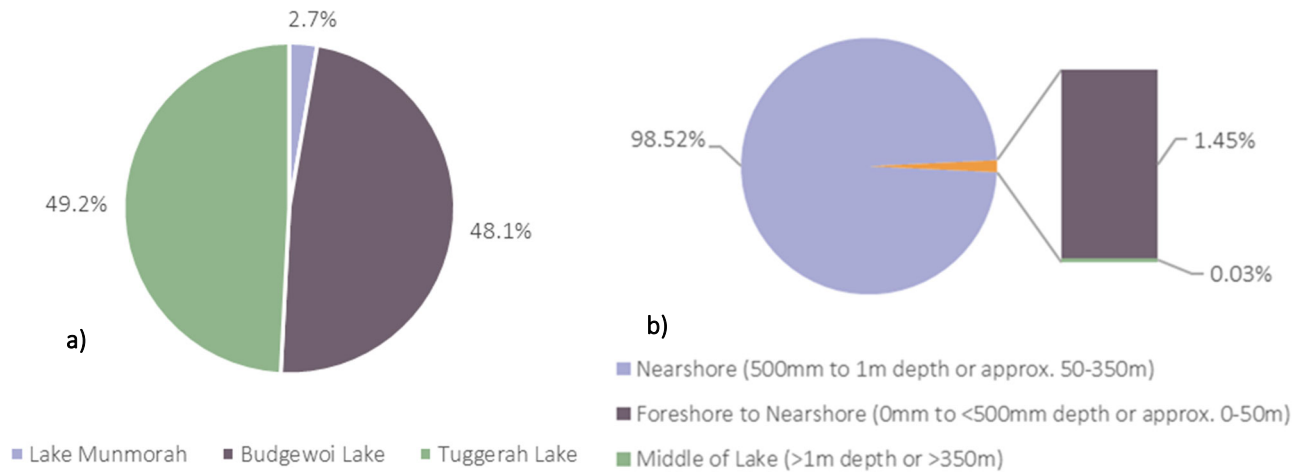 2.7%
49.2%
48.1%
a)
Lake Munmorah Budgewoi Lake Tuggerah Lake
98.52%
1.45%
0.03%
b)
Nearshore (500mm to 1m depth or approx. 50-350m)
Foreshore to Nearshore (0mm to <500mm depth or approx. 0-50m)
Middle of Lake (>1m depth or >350m)